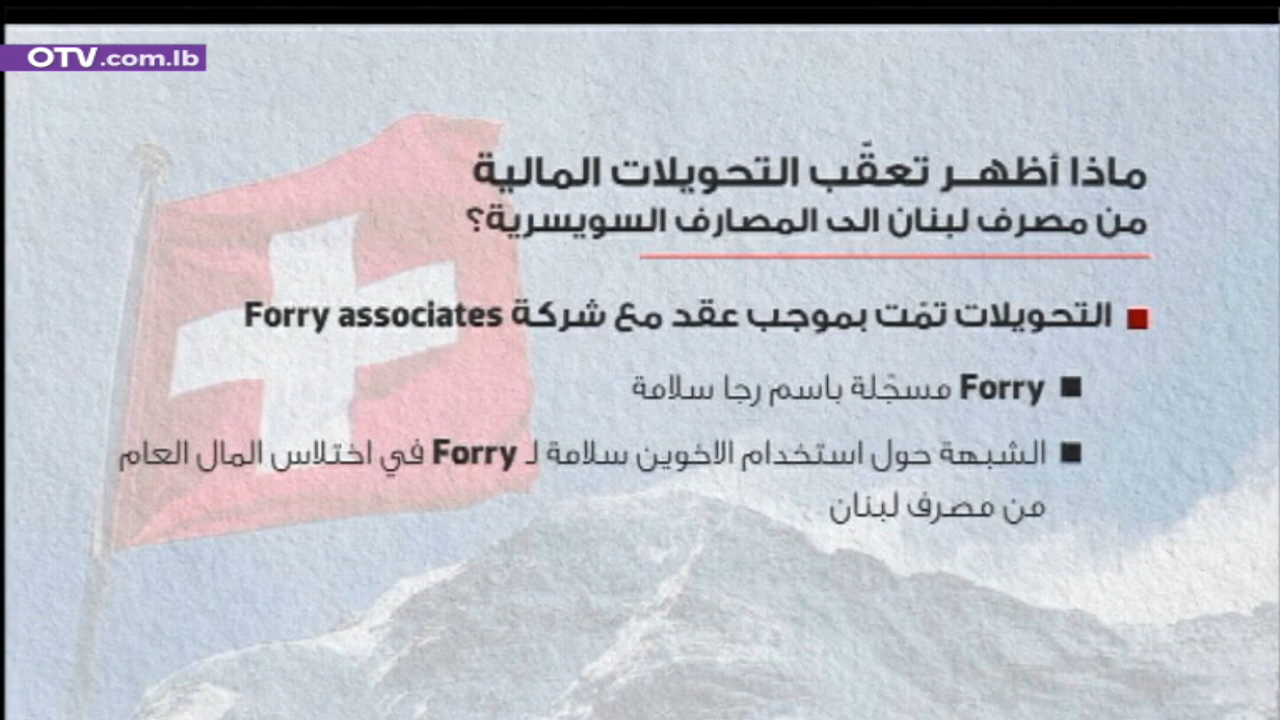 OTV.com.lb
ماذا أظهر تعقّب التحويلات المالية
من مصرف لبنان الى المصارف السويسرية؟
التحويلات تمّت بموجب عقد مع شركة Forry associates
Forry مسجّلة باسم رجا سلامة
الشبهة حول استخدام الاخوين سلامة لـ Forry في اختلاس المال العام
من مصرف لبنان